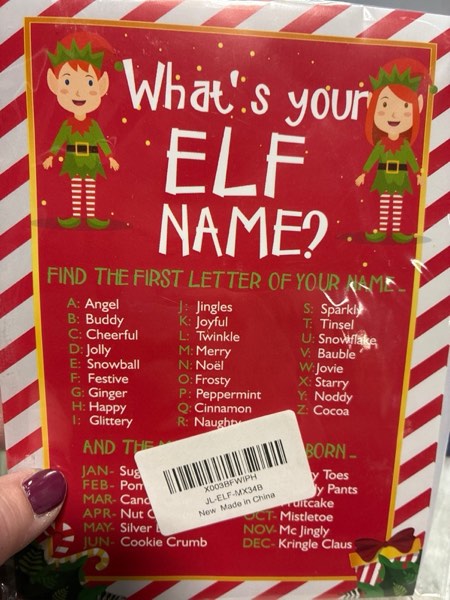 What's your
ELF
NAME?
FIND THE FIRST LETTER OF YOUR NAME...
A: Angel
B: Buddy
C: Cheerful
D: Jolly
E: Snowball
F: Festive
G: Ginger
H: Happy
I: Glittery
J: Jingles
K: Joyful
L: Twinkle
M: Merry
N: Noël
O: Frosty
P: Peppermint
Q: Cinnamon
R: Naughty
S: Sparkly
T: Tinsel
U: Snowflake
V: Bauble
W: Jovie
X: Starry
Y: Noddy
Z: Cocoa
AND THE BORN...
JAN-
FEB-
MAR-
APR- Nut
MAY- Silver
JUN- Cookie Crumb
Toes
Pants
OCT- Mistletoe
NOV- Mc Jingly
DEC- Kringle Claus
X003BFWIPH
JL-ELF-MX34B
New Made in China